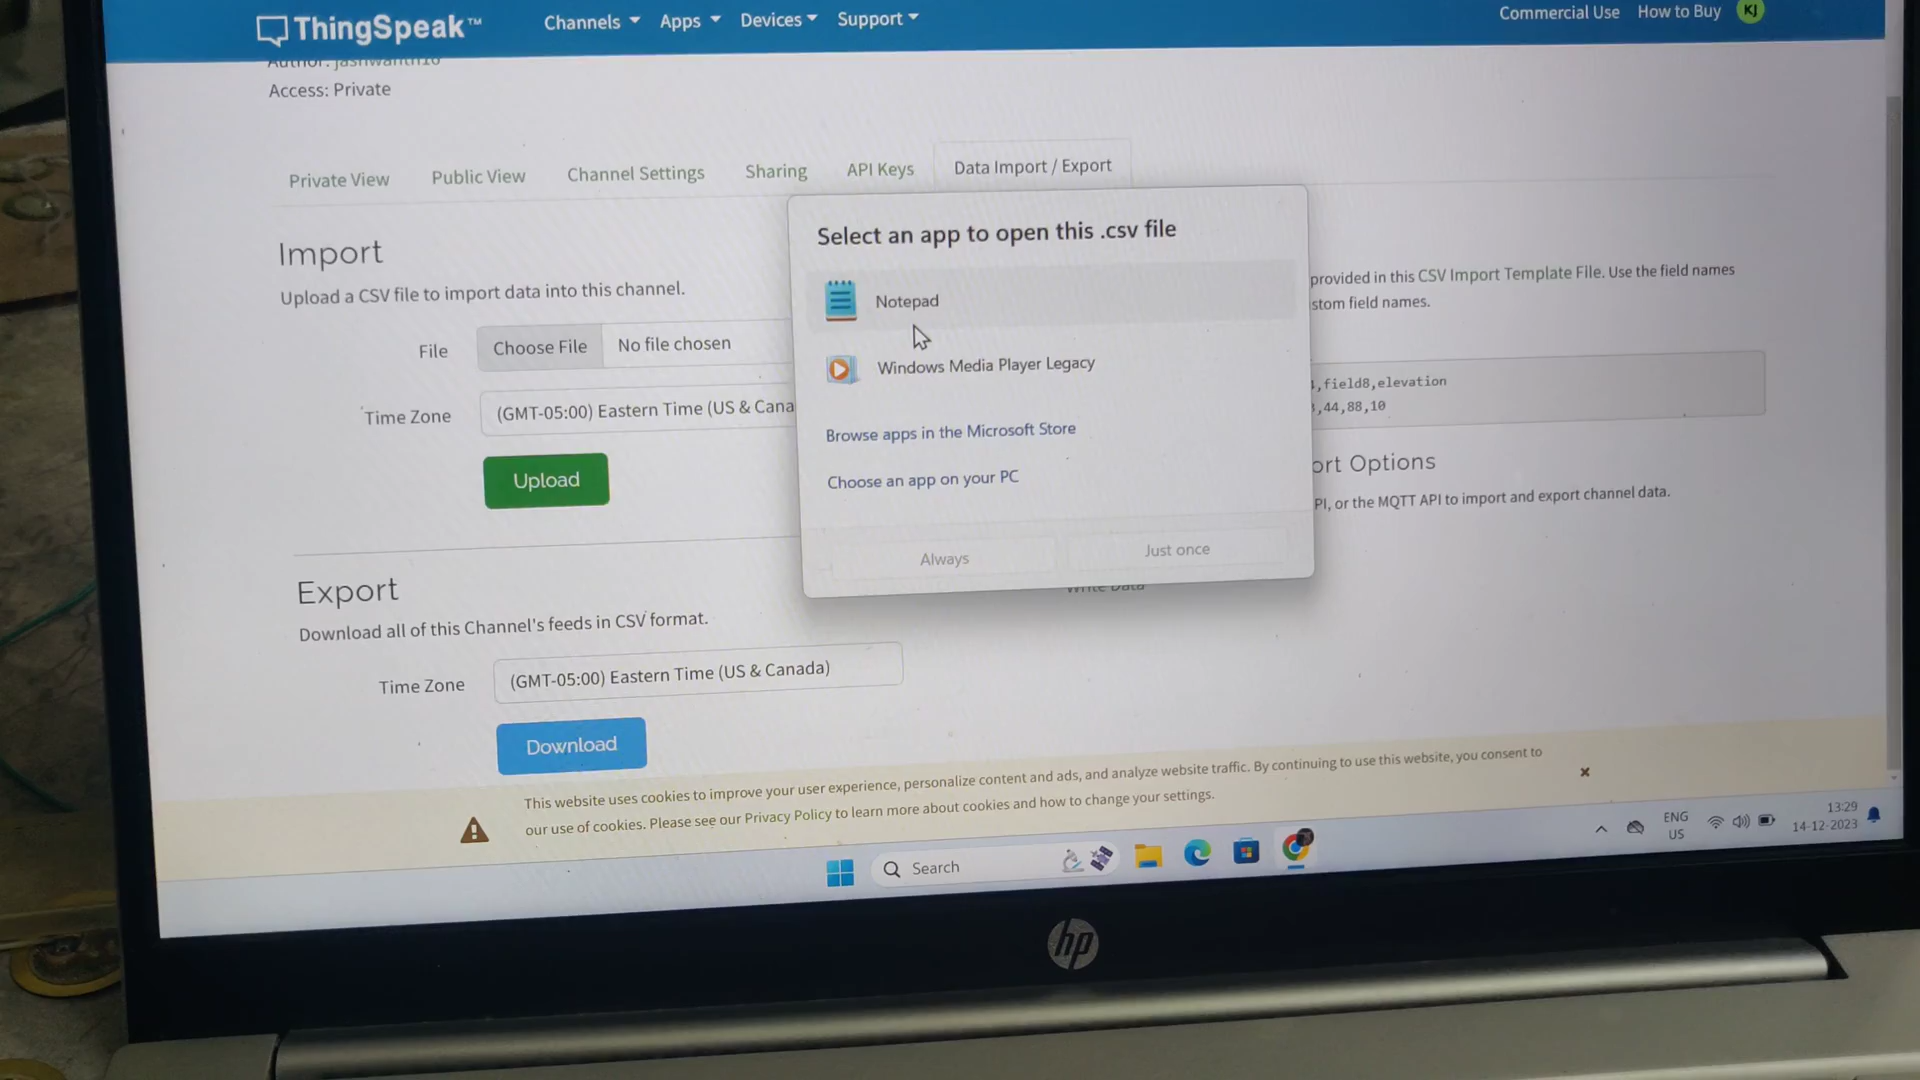 ThingSpeak™
Channels
Apps
Devices
Support
Commercial Use
How to Buy
KJ
Author: jashwanth16
Access: Private
Private View
Public View
Channel Settings
Sharing
API Keys
Data Import / Export
Import
Upload a CSV file to import data into this channel.
File
Choose File
No file chosen
Time Zone
(GMT-05:00) Eastern Time (US & Cana
Upload
Export
Download all of this Channel's feeds in CSV format.
Time Zone
(GMT-05:00) Eastern Time (US & Canada)
Download
Select an app to open this .csv file
Notepad
Windows Media Player Legacy
Browse apps in the Microsoft Store
Choose an app on your PC
Always
Just once
provided in this CSV Import Template File. Use the field names
stom field names.
,field8,elevation
,44,88,10
ort Options
PI, or the MQTT API to import and export channel data.
Write Data
This website uses cookies to improve your user experience, personalize content and ads, and analyze website traffic. By continuing to use this website, you consent to
our use of cookies. Please see our Privacy Policy to learn more about cookies and how to change your settings.
×
Search
ENG
US
13:29
14-12-2023
hp